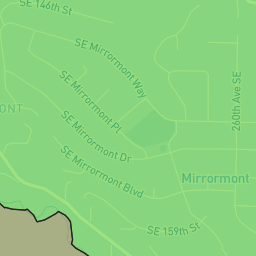 SE 146th St
SE Mirrormont Way
260th Ave SE
SE Mirrormont Pl
ONT
SE Mirrormont Dr
SE Mirrormont Blvd
Mirrormont
SE 159th St